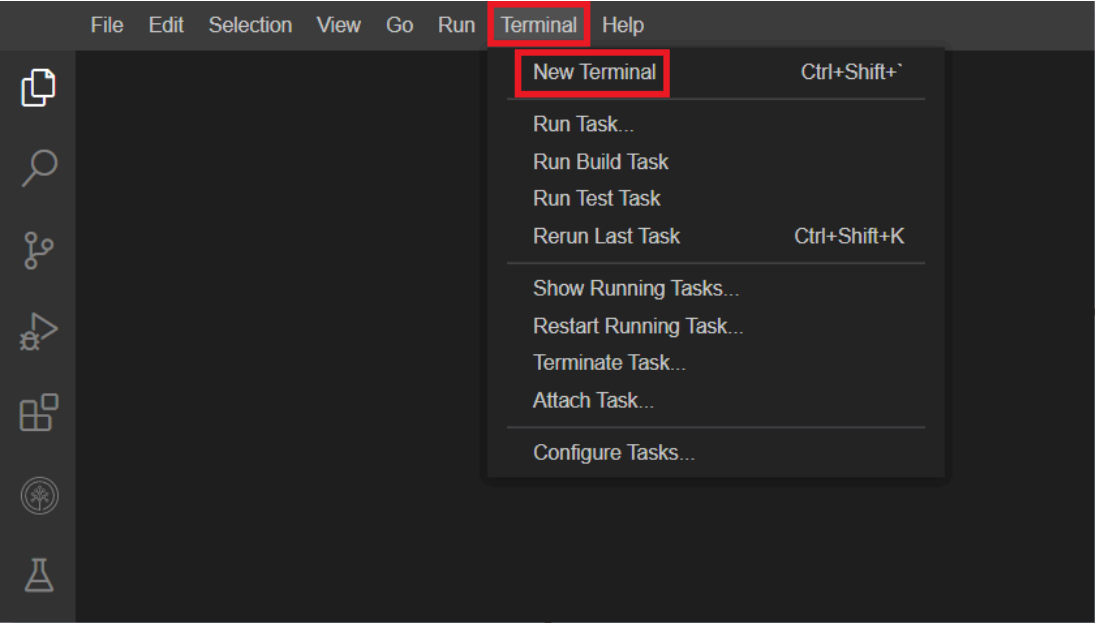 File Edit Selection View Go Run Terminal Help
New Terminal Ctrl+Shift+`
Run Task...
Run Build Task
Run Test Task
Rerun Last Task Ctrl+Shift+K
Show Running Tasks...
Restart Running Task...
Terminate Task...
Attach Task...
Configure Tasks...